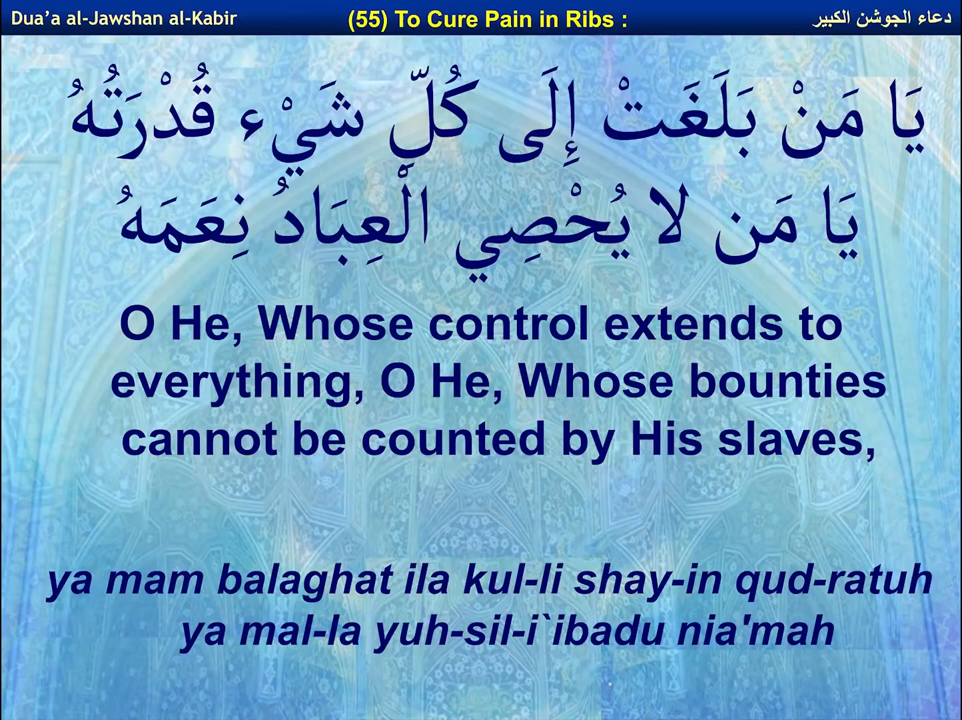 Dua'a al-Jawshan al-Kabir
(55) To Cure Pain in Ribs :
دعاء الجوشن الكبير
يَا مَنْ بَلَغَتْ إِلَى كُلِّ شَيْء قُدْرَتُهُ
يَا مَن لا يُحْصِي الْعِبَادُ نِعَمَهُ
O He, Whose control extends to
everything, O He, Whose bounties
cannot be counted by His slaves,
ya mam balaghat ila kul-li shay-in qud-ratuh
ya mal-la yuh-sil-i`ibadu nia'mah